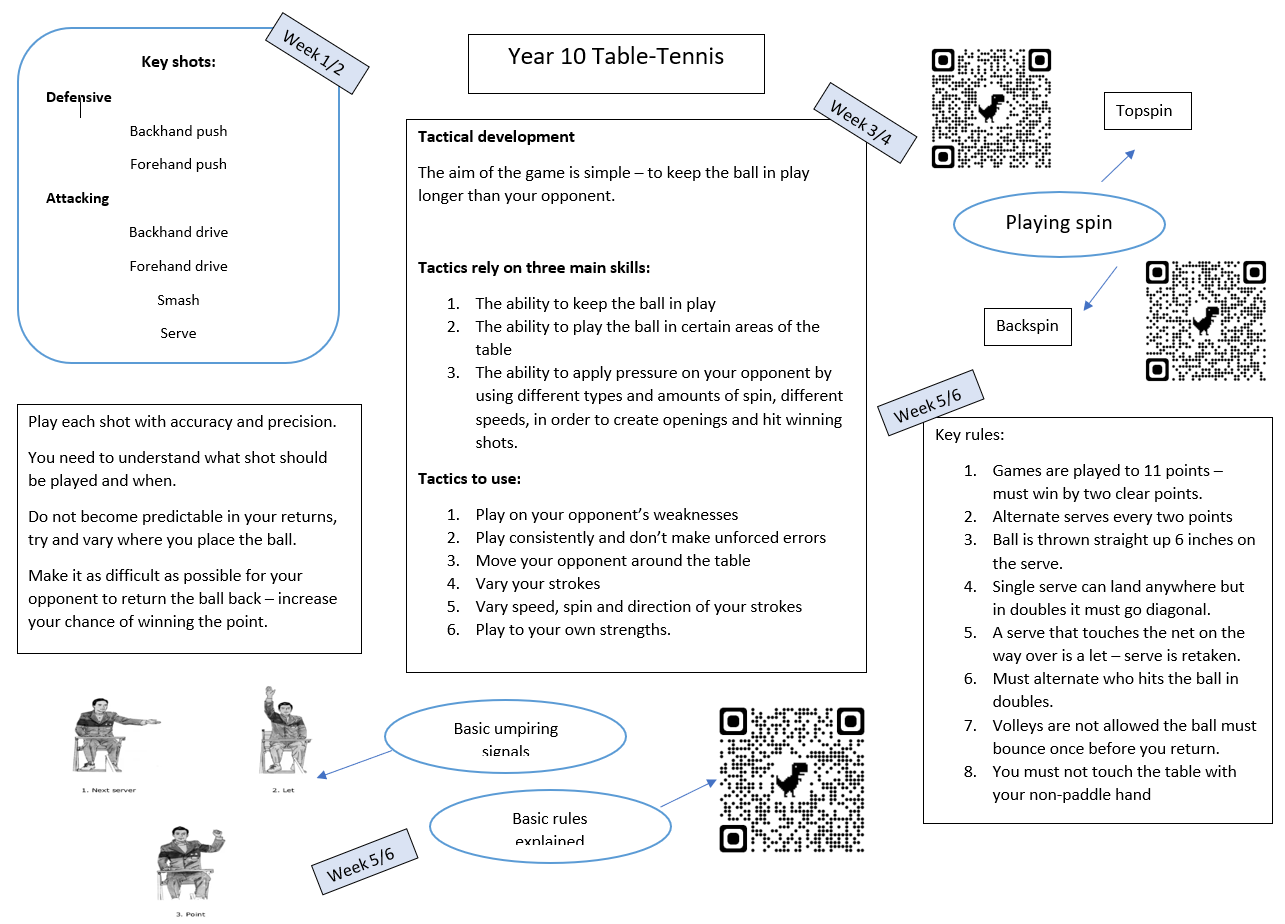 Year 10 Table-Tennis
Week 1/2
Key shots:
Defensive
Backhand push
Forehand push
Attacking
Backhand drive
Forehand drive
Smash
Serve
Play each shot with accuracy and precision.
You need to understand what shot should
be played and when.
Do not become predictable in your returns,
try and vary where you place the ball.
Make it as difficult as possible for your
opponent to return the ball back – increase
your chance of winning the point.
Week 3/4
Tactical development
The aim of the game is simple – to keep the ball in play
longer than your opponent.
Tactics rely on three main skills:
1. The ability to keep the ball in play
2. The ability to play the ball in certain areas of the
table
3. The ability to apply pressure on your opponent by
using different types and amounts of spin, different
speeds, in order to create openings and hit winning
shots.
Tactics to use:
1. Play on your opponent’s weaknesses
2. Play consistently and don’t make unforced errors
3. Move your opponent around the table
4. Vary your strokes
5. Vary speed, spin and direction of your strokes
6. Play to your own strengths.
Topspin
Playing spin
Backspin
Week 5/6
Key rules:
1. Games are played to 11 points –
must win by two clear points.
2. Alternate serves every two points
3. Ball is thrown straight up 6 inches on
the serve.
4. Single serve can land anywhere but
in doubles it must go diagonal.
5. A serve that touches the net on the
way over is a let – serve is retaken.
6. Must alternate who hits the ball in
doubles.
7. Volleys are not allowed the ball must
bounce once before you return.
8. You must not touch the table with
your non-paddle hand
Basic umpiring
signals
1. Next server
2. Let
3. Point
Basic rules
explained
Week 5/6